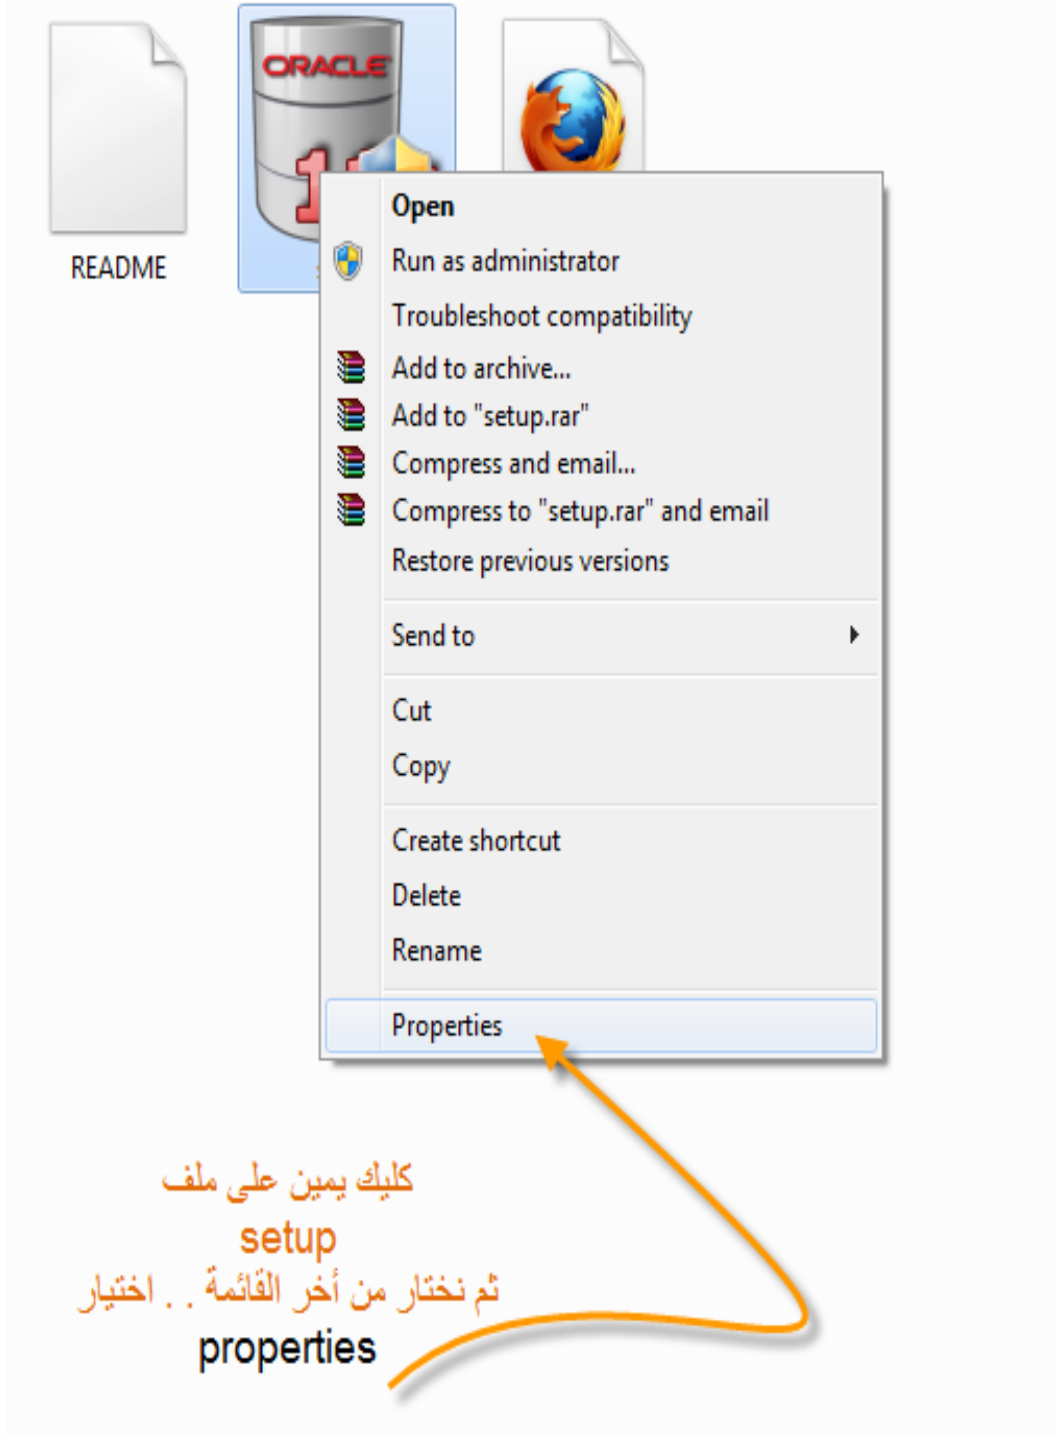 ORACLE
README
Open
Run as administrator
Troubleshoot compatibility
Add to archive...
Add to "setup.rar"
Compress and email...
Compress to "setup.rar" and email
Restore previous versions
Send to
Cut
Copy
Create shortcut
Delete
Rename
Properties
كليك يمين على ملف
setup
ثم نختار من أخر القائمة . . اختيار
properties